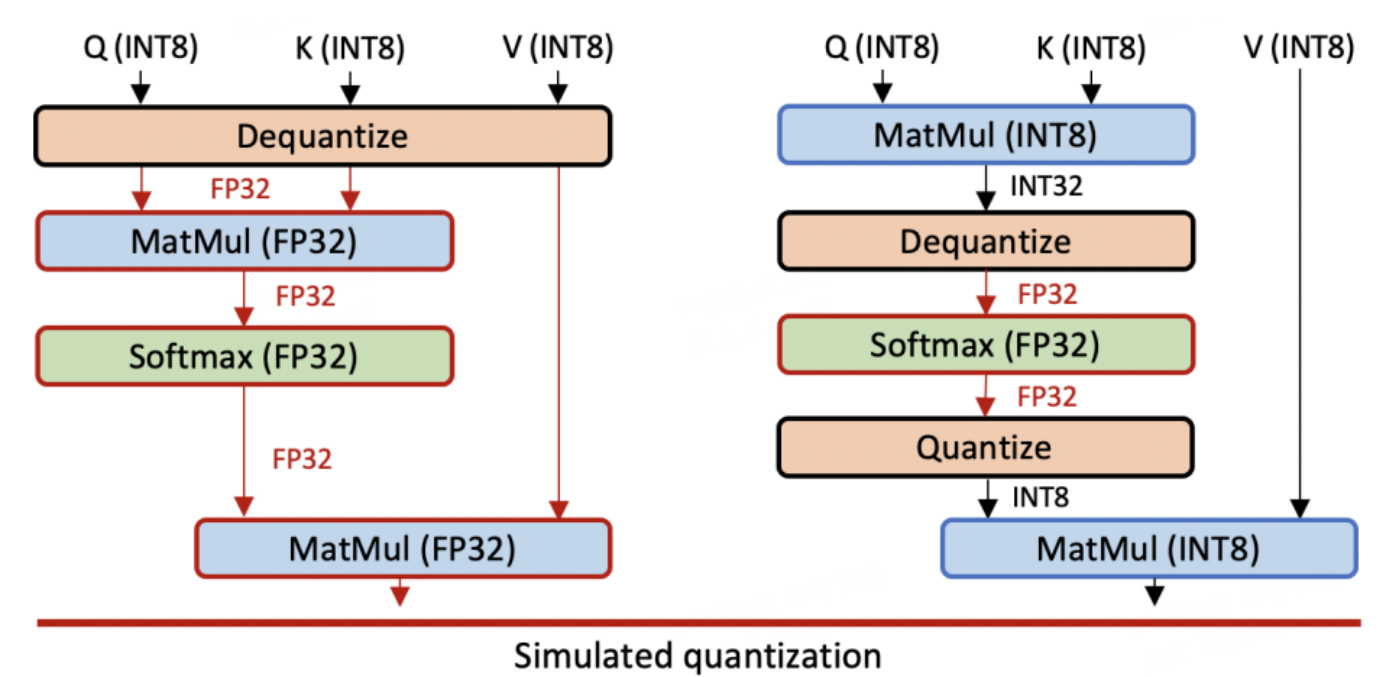 Q (INT8) K (INT8) V (INT8)
Dequantize
FP32
MatMul (FP32)
FP32
Softmax (FP32)
FP32
MatMul (FP32)
Q (INT8) K (INT8) V (INT8)
MatMul (INT8)
INT32
Dequantize
FP32
Softmax (FP32)
FP32
Quantize
INT8
MatMul (INT8)
Simulated quantization